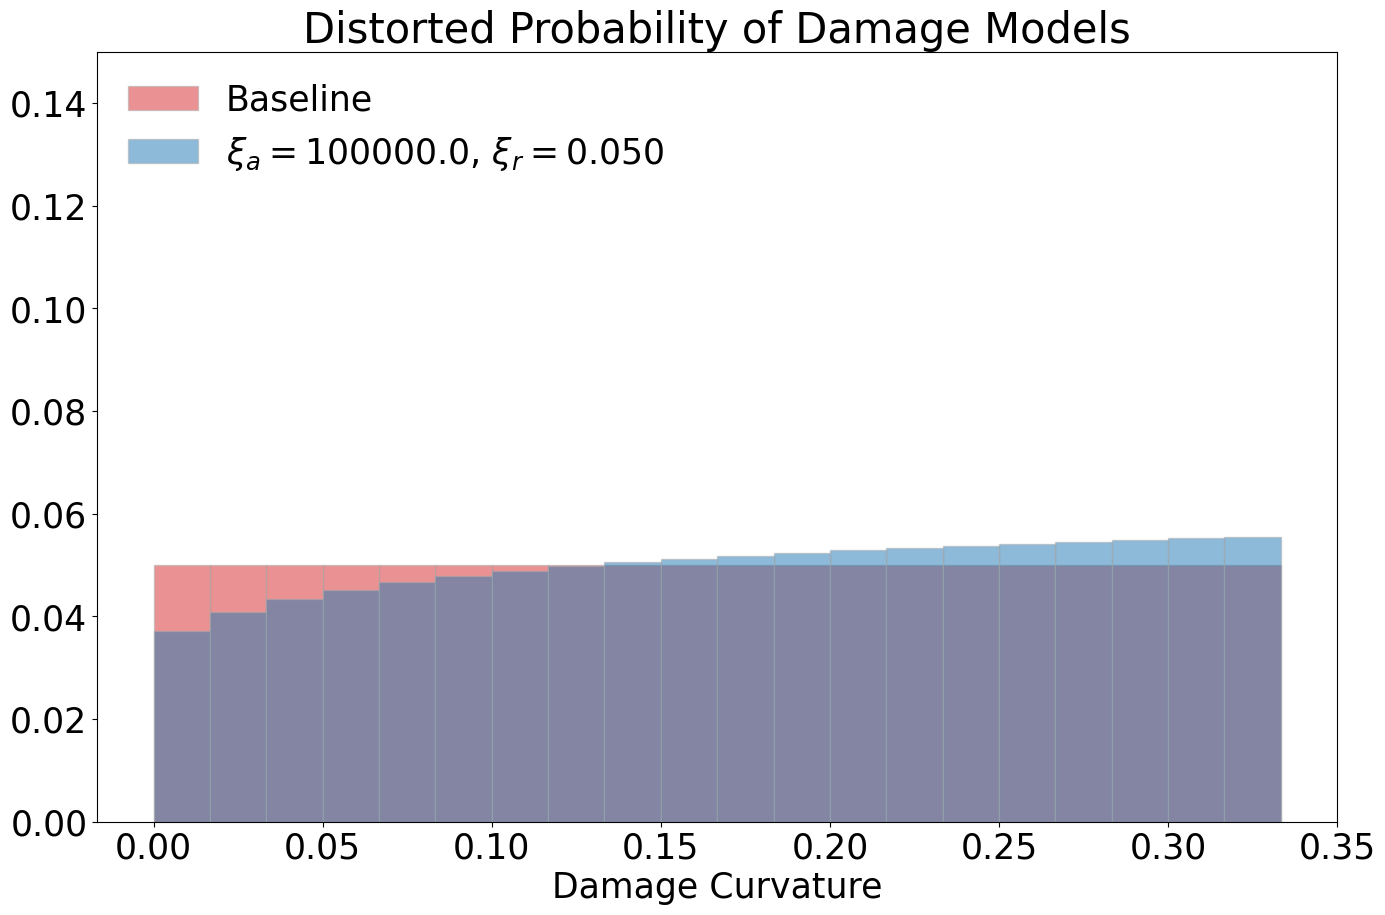 Distorted Probability of Damage Models
Baseline
ξₐ = 100000.0, ξᵣ = 0.050
0.14
0.12
0.10
0.08
0.06
0.04
0.02
0.00
0.00 0.05 0.10 0.15 0.20 0.25 0.30 0.35
Damage Curvature